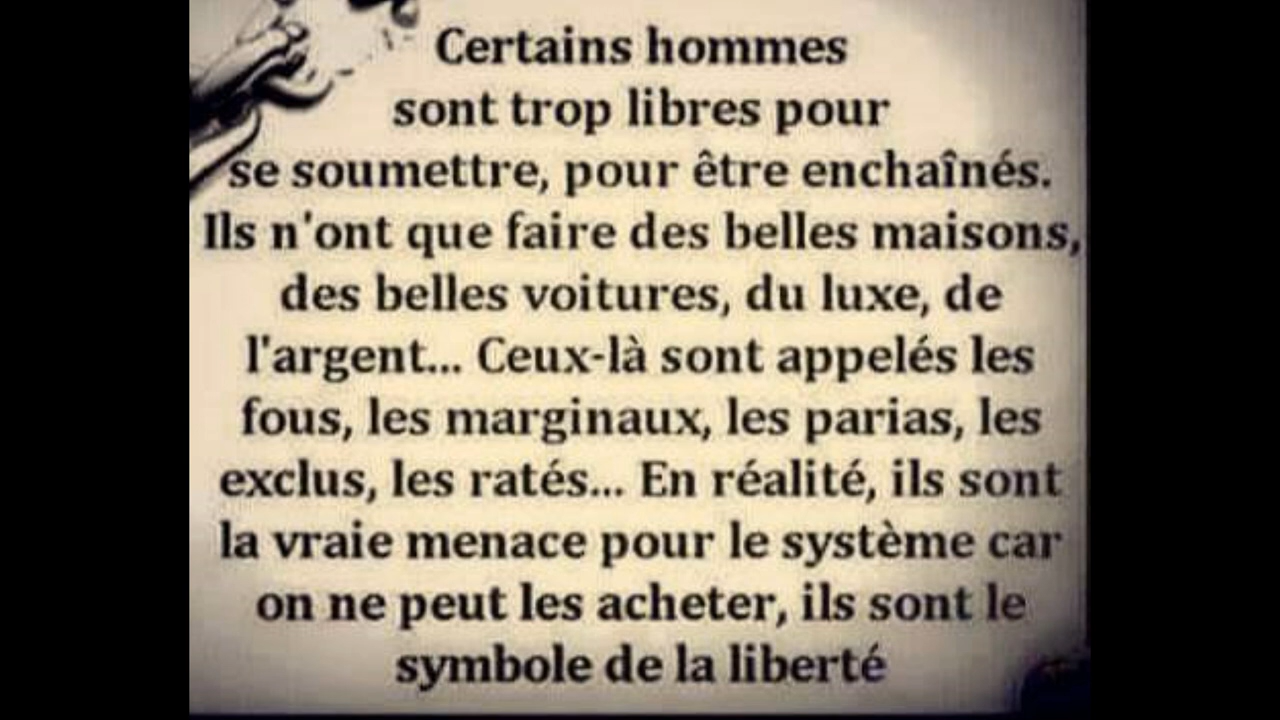 Certains hommes
sont trop libres pour
se soumettre, pour être enchaînés.
Ils n'ont que faire des belles maisons,
des belles voitures, du luxe, de
l'argent... Ceux-là sont appelés les
fous, les marginaux, les parias, les
exclus, les ratés... En réalité, ils sont
la vraie menace pour le système car
on ne peut les acheter, ils sont le
symbole de la liberté